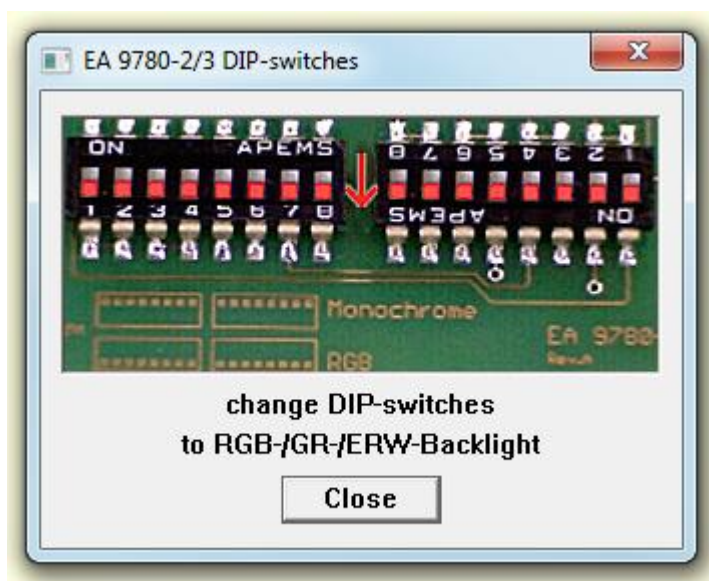 EA 9780-2/3 DIP-switches
ON APEMS
8 7 6 5 4 3 2 1
1 2 3 4 5 6 7 8
APEMS ON
Monochrome
EA 9780-
RGB
Rev.A
change DIP-switches
to RGB-/GR-/ERW-Backlight
Close